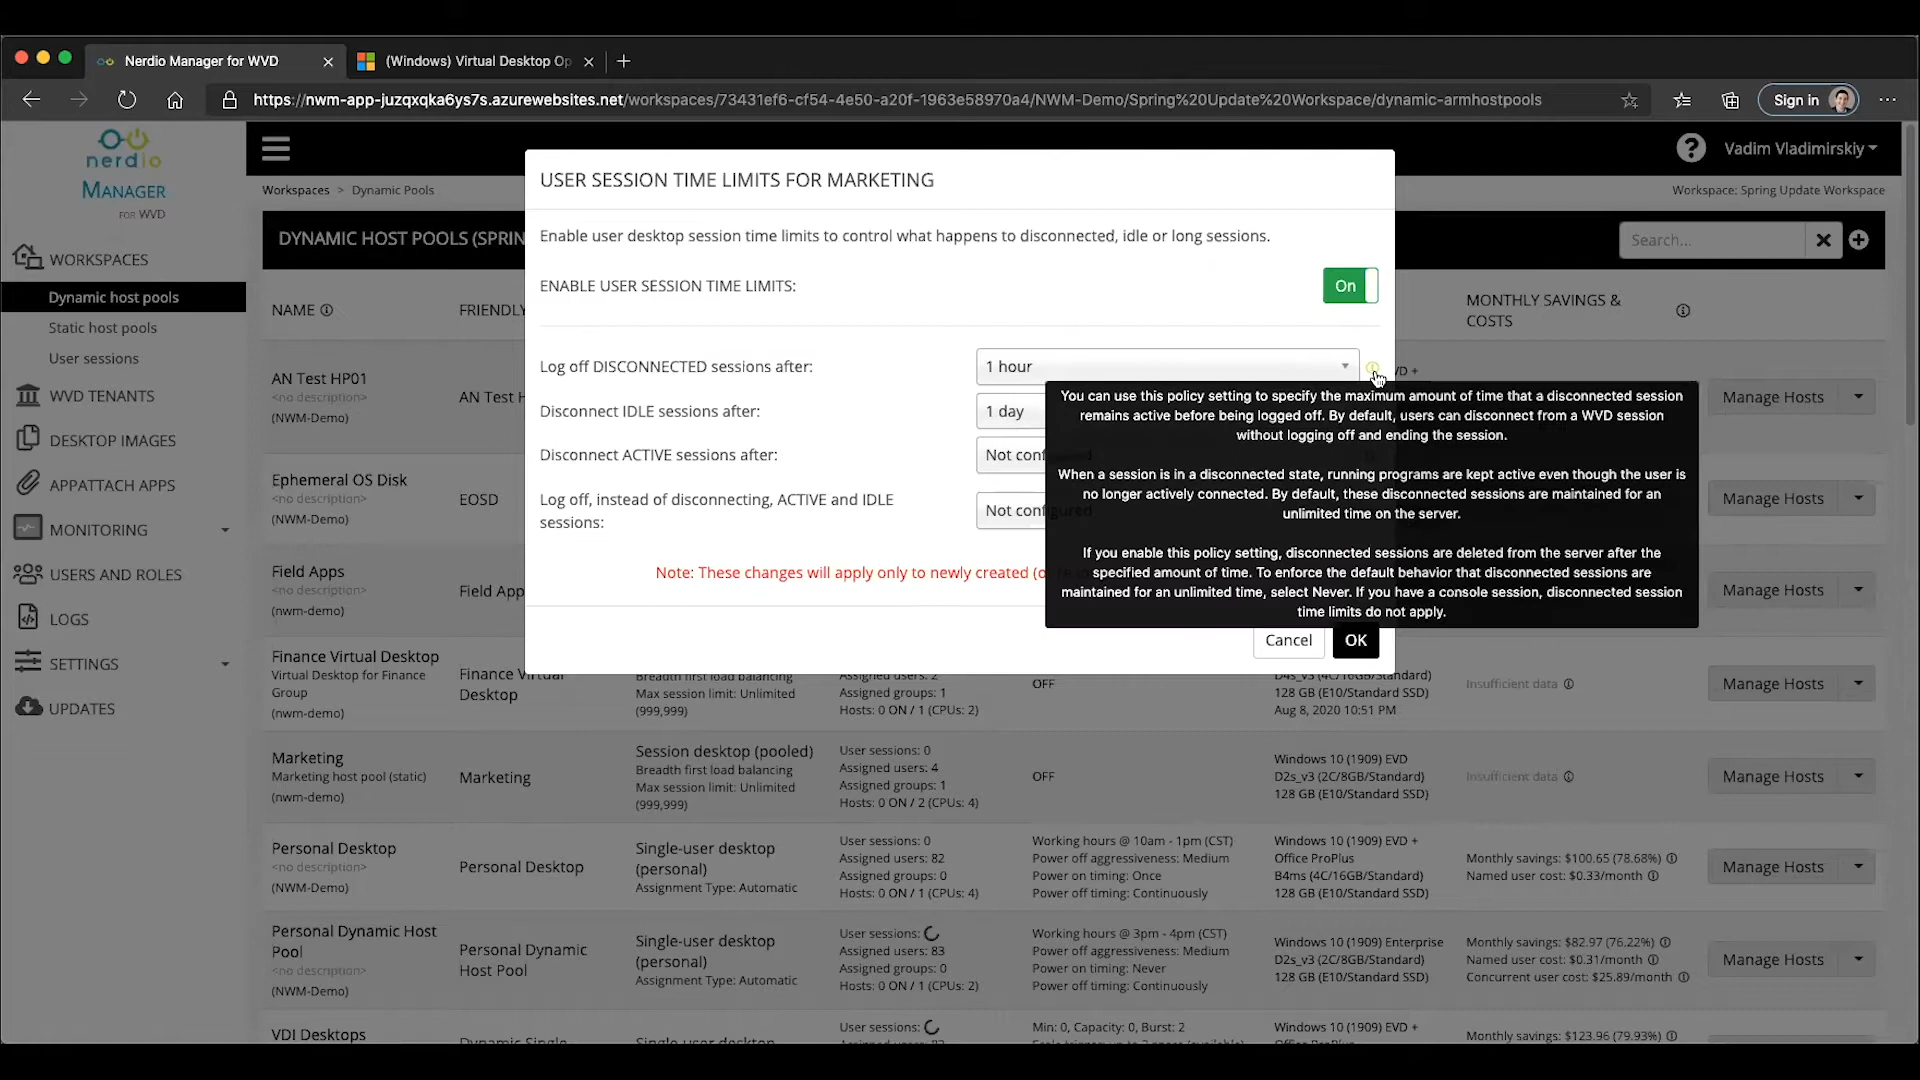 Nerdio Manager for WVD
(Windows) Virtual Desktop Op
https://nwm-app-juzqxqka6ys7s.azurewebsites.net/workspaces/73431ef6-cf54-4e50-a20f-1963e58970a4/NWM-Demo/Spring%20Update%20Workspace/dynamic-armhostpools
Sign in
nerdio
MANAGER
FOR WVD
WORKSPACES
Dynamic host pools
Static host pools
User sessions
WVD TENANTS
DESKTOP IMAGES
APPATTACH APPS
MONITORING
USERS AND ROLES
LOGS
SETTINGS
UPDATES
Vadim Vladimirskiy
Workspaces > Dynamic Pools
Workspace: Spring Update Workspace
DYNAMIC HOST POOLS (SPRIN
Search...
NAME
FRIENDLY
MONTHLY SAVINGS &
COSTS
USER SESSION TIME LIMITS FOR MARKETING
Enable user desktop session time limits to control what happens to disconnected, idle or long sessions.
ENABLE USER SESSION TIME LIMITS:
On
Log off DISCONNECTED sessions after:
1 hour
Disconnect IDLE sessions after:
1 day
Disconnect ACTIVE sessions after:
Not conf
Log off, instead of disconnecting, ACTIVE and IDLE
sessions:
Not configured
Note: These changes will apply only to newly created (o
Cancel
OK
You can use this policy setting to specify the maximum amount of time that a disconnected session
remains active before being logged off. By default, users can disconnect from a WVD session
without logging off and ending the session.
When a session is in a disconnected state, running programs are kept active even though the user is
no longer actively connected. By default, these disconnected sessions are maintained for an
unlimited time on the server.
If you enable this policy setting, disconnected sessions are deleted from the server after the
specified amount of time. To enforce the default behavior that disconnected sessions are
maintained for an unlimited time, select Never. If you have a console session, disconnected session
time limits do not apply.
AN Test HP01
<no description>
(NWM-Demo)
AN Test H
VD +
Manage Hosts
Ephemeral OS Disk
<no description>
(NWM-Demo)
EOSD
Manage Hosts
Field Apps
<no description>
(nwm-demo)
Field App
Manage Hosts
Finance Virtual Desktop
Virtual Desktop for Finance
Group
(nwm-demo)
Finance Virtual
Desktop
Breadth first load balancing
Max session limit: Unlimited
(999,999)
Assigned users: 2
Assigned groups: 1
Hosts: 0 ON / 1 (CPUs: 2)
OFF
D4s_v3 (4C/16GB/Standard)
128 GB (E10/Standard SSD)
Aug 8, 2020 10:51 PM
Insufficient data
Manage Hosts
Marketing
Marketing host pool (static)
(nwm-demo)
Marketing
Session desktop (pooled)
Breadth first load balancing
Max session limit: Unlimited
(999,999)
User sessions: 0
Assigned users: 4
Assigned groups: 1
Hosts: 0 ON / 2 (CPUs: 4)
OFF
Windows 10 (1909) EVD
D2s_v3 (2C/8GB/Standard)
128 GB (E10/Standard SSD)
Insufficient data
Manage Hosts
Personal Desktop
<no description>
(NWM-Demo)
Personal Desktop
Single-user desktop
(personal)
Assignment Type: Automatic
User sessions: 0
Assigned users: 82
Assigned groups: 0
Hosts: 0 ON / 1 (CPUs: 4)
Working hours @ 10am - 1pm (CST)
Power off aggressiveness: Medium
Power on timing: Once
Power off timing: Continuously
Windows 10 (1909) EVD +
Office ProPlus
B4ms (4C/16GB/Standard)
128 GB (E10/Standard SSD)
Monthly savings: $100.65 (78.68%)
Named user cost: $0.33/month
Manage Hosts
Personal Dynamic Host
Pool
<no description>
(NWM-Demo)
Personal Dynamic
Host Pool
Single-user desktop
(personal)
Assignment Type: Automatic
User sessions:
Assigned users: 83
Assigned groups: 0
Hosts: 0 ON / 1 (CPUs: 2)
Working hours @ 3pm - 4pm (CST)
Power off aggressiveness: Medium
Power on timing: Never
Power off timing: Continuously
Windows 10 (1909) Enterprise
D2s_v3 (2C/8GB/Standard)
128 GB (E10/Standard SSD)
Monthly savings: $82.97 (76.22%)
Named user cost: $0.31/month
Concurrent user cost: $25.89/month
Manage Hosts
VDI Desktops
Dynamic Single
Single-user desktop
User sessions:
Min: 0, Capacity: 0, Burst: 2
Windows 10 (1909) EVD +
Office ProPlus
Monthly savings: $123.96 (79.93%)